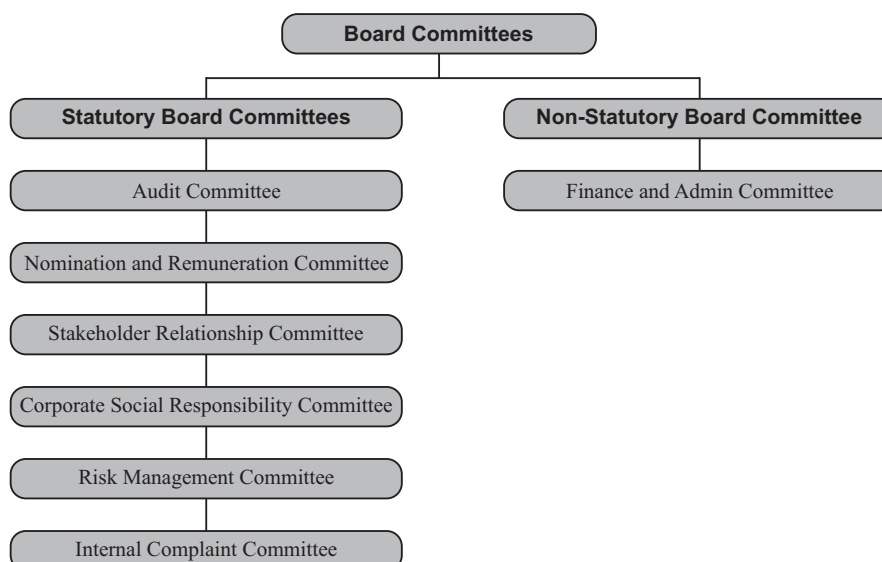 Board Committees
Statutory Board Committees
Non-Statutory Board Committee
Audit Committee
Finance and Admin Committee
Nomination and Remuneration Committee
Stakeholder Relationship Committee
Corporate Social Responsibility Committee
Risk Management Committee
Internal Complaint Committee